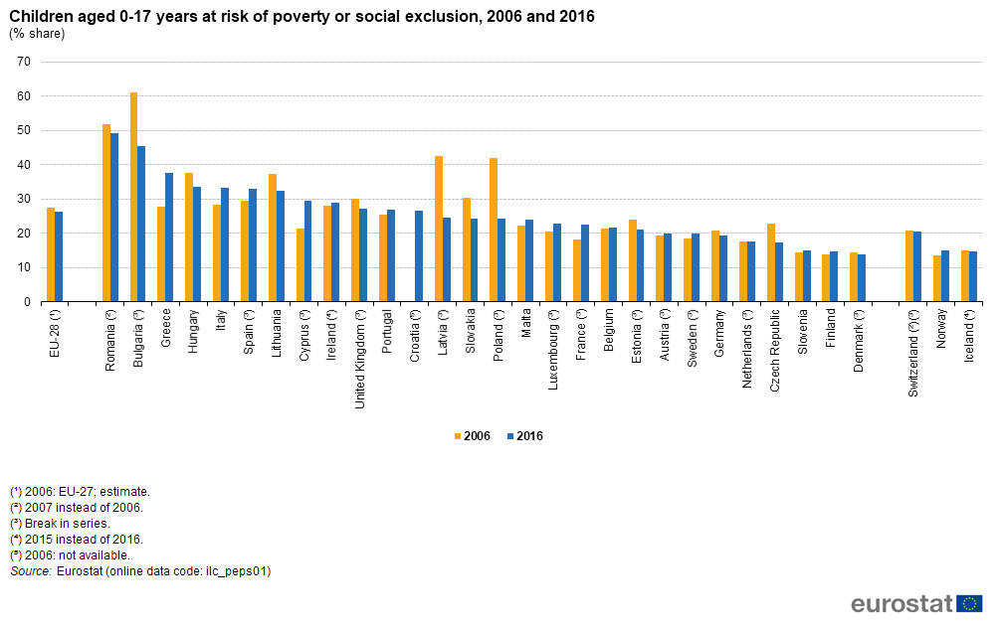 Children aged 0-17 years at risk of poverty or social exclusion, 2006 and 2016
(% share)
70
60
50
40
30
20
10
0
EU-28 (¹)
Romania (²)
Bulgaria (³)
Greece
Hungary
Italy
Spain (³)
Lithuania
Cyprus (³)
Ireland (⁴)
United Kingdom (³)
Portugal
Croatia (⁵)
Latvia (³)
Slovakia
Poland (³)
Malta
Luxembourg (³)
France (³)
Belgium
Estonia (³)
Austria (³)
Sweden (³)
Germany
Netherlands (³)
Czech Republic
Slovenia
Finland
Denmark (³)
Switzerland (²)(³)
Norway
Iceland (⁴)
2006 2016
(¹) 2006: EU-27; estimate.
(²) 2007 instead of 2006.
(³) Break in series.
(⁴) 2015 instead of 2016.
(⁵) 2006: not available.
Source: Eurostat (online data code: ilc_peps01)
eurostat